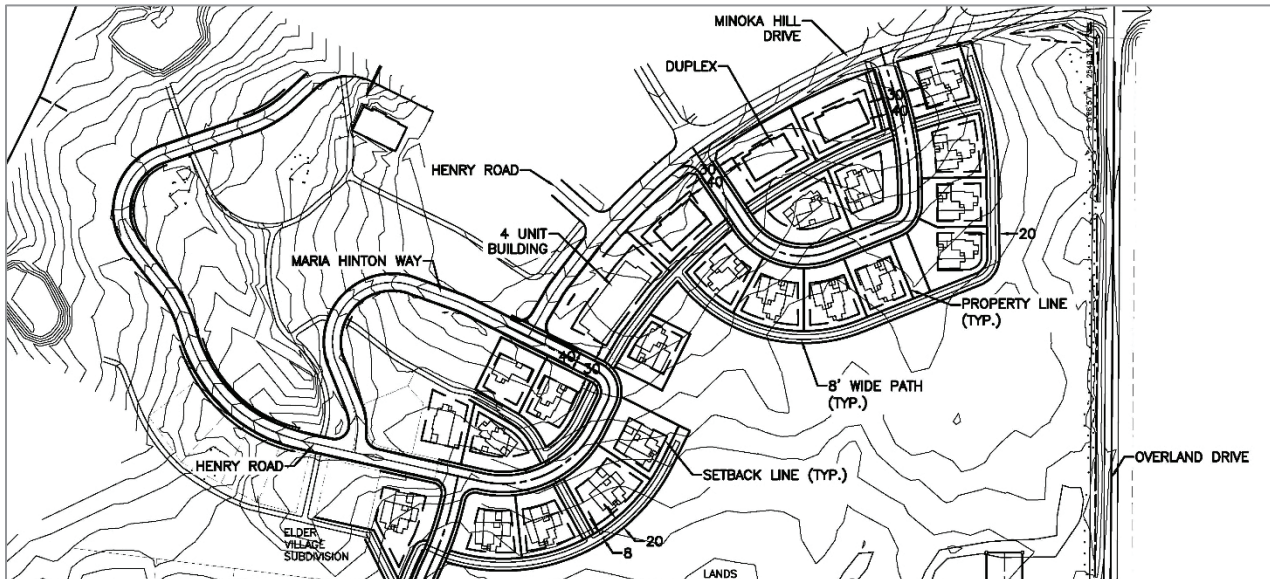 MINOKA HILL
DRIVE
DUPLEX
30
40
HENRY ROAD
30
40
4 UNIT
BUILDING
20
MARIA HINTON WAY
PROPERTY LINE
(TYP.)
40
30
8' WIDE PATH
(TYP.)
HENRY ROAD
SETBACK LINE (TYP.)
OVERLAND DRIVE
ELDER
VILLAGE
SUBDIVISION
20
8
LANDS